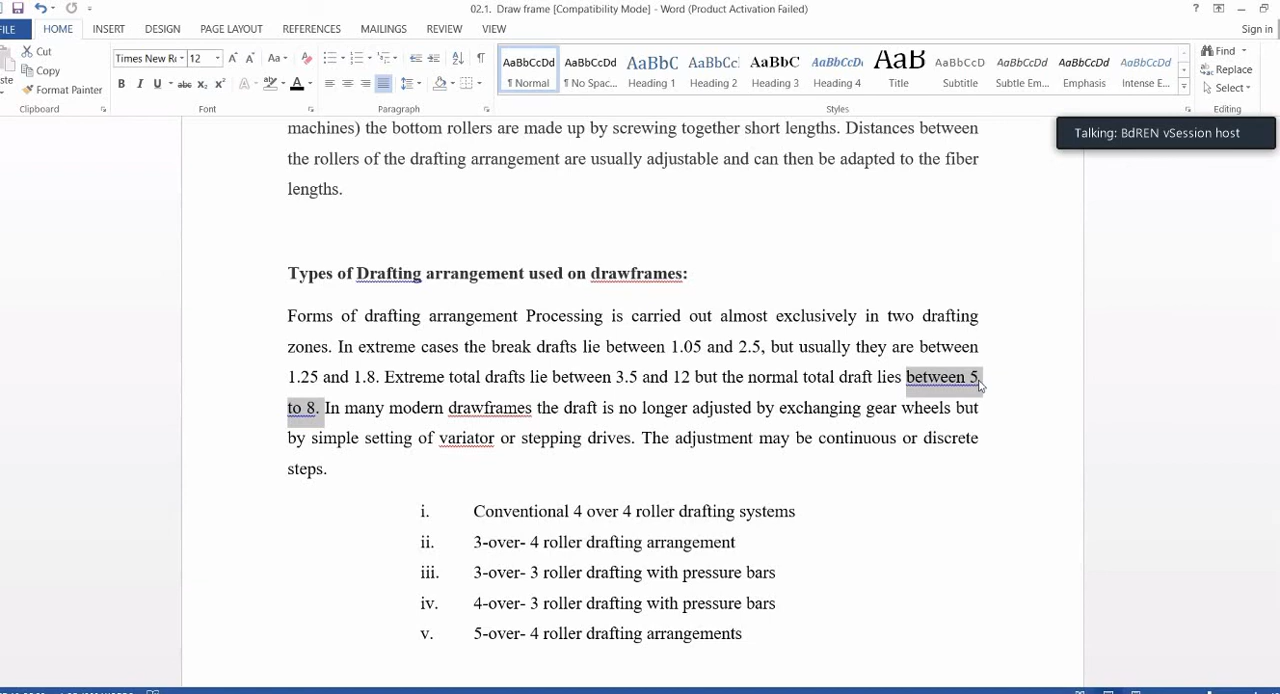 02.1. Draw frame [Compatibility Mode] - Word (Product Activation Failed)
FILE HOME INSERT DESIGN PAGE LAYOUT REFERENCES MAILINGS REVIEW VIEW Sign in
Cut
Copy
Format Painter
Clipboard
Times New Ro 12
Font
Paragraph
AaBbCcDd AaBbCcDd AaBbC AaBbCc AaBbC AaBbCcDd AaB AaBbCcDd AaBbCcDd AaBbCcDd AaBbCcDd
¶ Normal ¶ No Spac... Heading 1 Heading 2 Heading 3 Heading 4 Title Subtitle Subtle Em... Emphasis Intense E...
Styles
Find
Replace
Select
Editing
Talking: BdREN vSession host
machines) the bottom rollers are made up by screwing together short lengths. Distances between
the rollers of the drafting arrangement are usually adjustable and can then be adapted to the fiber
lengths.
Types of Drafting arrangement used on drawframes:
Forms of drafting arrangement Processing is carried out almost exclusively in two drafting
zones. In extreme cases the break drafts lie between 1.05 and 2.5, but usually they are between
1.25 and 1.8. Extreme total drafts lie between 3.5 and 12 but the normal total draft lies between 5
to 8. In many modern drawframes the draft is no longer adjusted by exchanging gear wheels but
by simple setting of variator or stepping drives. The adjustment may be continuous or discrete
steps.
i. Conventional 4 over 4 roller drafting systems
ii. 3-over- 4 roller drafting arrangement
iii. 3-over- 3 roller drafting with pressure bars
iv. 4-over- 3 roller drafting with pressure bars
v. 5-over- 4 roller drafting arrangements